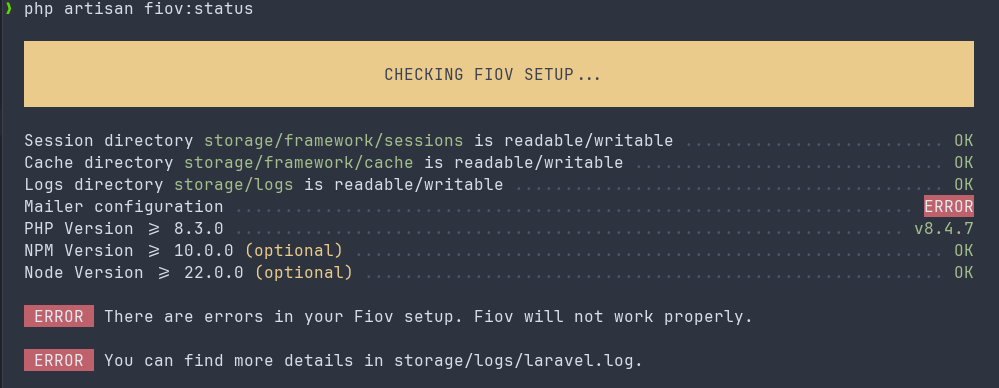 ❯ php artisan fiov:status
CHECKING FIOV SETUP...
Session directory storage/framework/sessions is readable/writable .......................... OK
Cache directory storage/framework/cache is readable/writable ............................... OK
Logs directory storage/logs is readable/writable ........................................... OK
Mailer configuration .................................................................... ERROR
PHP Version ≥ 8.3.0 .................................................................... v8.4.7
NPM Version ≥ 10.0.0 (optional) ............................................................ OK
Node Version ≥ 22.0.0 (optional) .......................................................... OK
ERROR There are errors in your Fiov setup. Fiov will not work properly.
ERROR You can find more details in storage/logs/laravel.log.